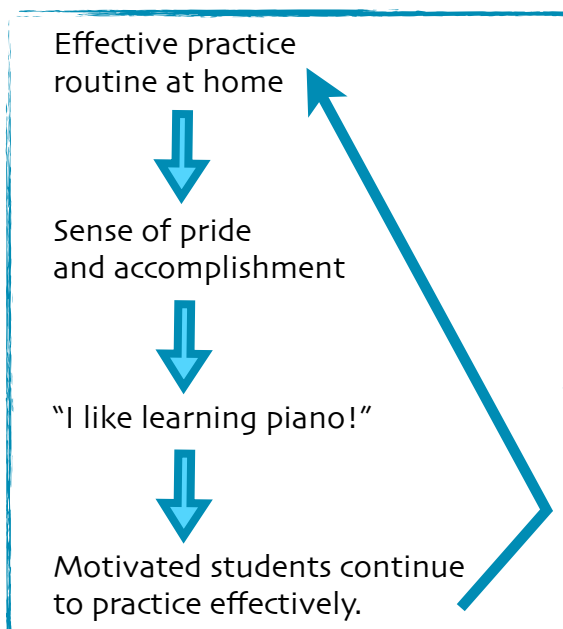 Effective practice
routine at home
Sense of pride
and accomplishment
“I like learning piano!”
Motivated students continue
to practice effectively.